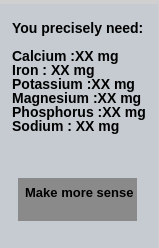 You precisely need:
Calcium :XX mg
Iron : XX mg
Potassium :XX mg
Magnesium :XX mg
Phosphorus :XX mg
Sodium : XX mg
Make more sense